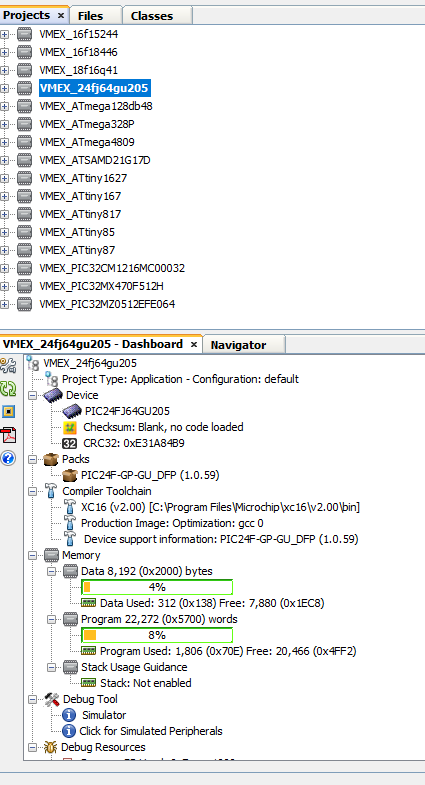 Projects × Files Classes
VMEX_16f15244
VMEX_16f18446
VMEX_18f16q41
VMEX_24fj64gu205
VMEX_ATmega128db48
VMEX_ATmega328P
VMEX_ATmega4809
VMEX_ATSAMD21G17D
VMEX_ATtiny1627
VMEX_ATtiny167
VMEX_ATtiny817
VMEX_ATtiny85
VMEX_ATtiny87
VMEX_PIC32CM1216MC00032
VMEX_PIC32MX470F512H
VMEX_PIC32MZ0512EFE064
VMEX_24fj64gu205 - Dashboard × Navigator
VMEX_24fj64gu205
Project Type: Application - Configuration: default
Device
PIC24FJ64GU205
Checksum: Blank, no code loaded
32 CRC32: 0xE31A84B9
Packs
PIC24F-GP-GU_DFP (1.0.59)
Compiler Toolchain
XC16 (v2.00) [C:\Program Files\Microchip\xc16\v2.00\bin]
Production Image: Optimization: gcc 0
Device support information: PIC24F-GP-GU_DFP (1.0.59)
Memory
Data 8,192 (0x2000) bytes
4%
Data Used: 312 (0x138) Free: 7,880 (0x1EC8)
Program 22,272 (0x5700) words
8%
Program Used: 1,806 (0x70E) Free: 20,466 (0x4FF2)
Stack Usage Guidance
Stack: Not enabled
Debug Tool
Simulator
Click for Simulated Peripherals
Debug Resources